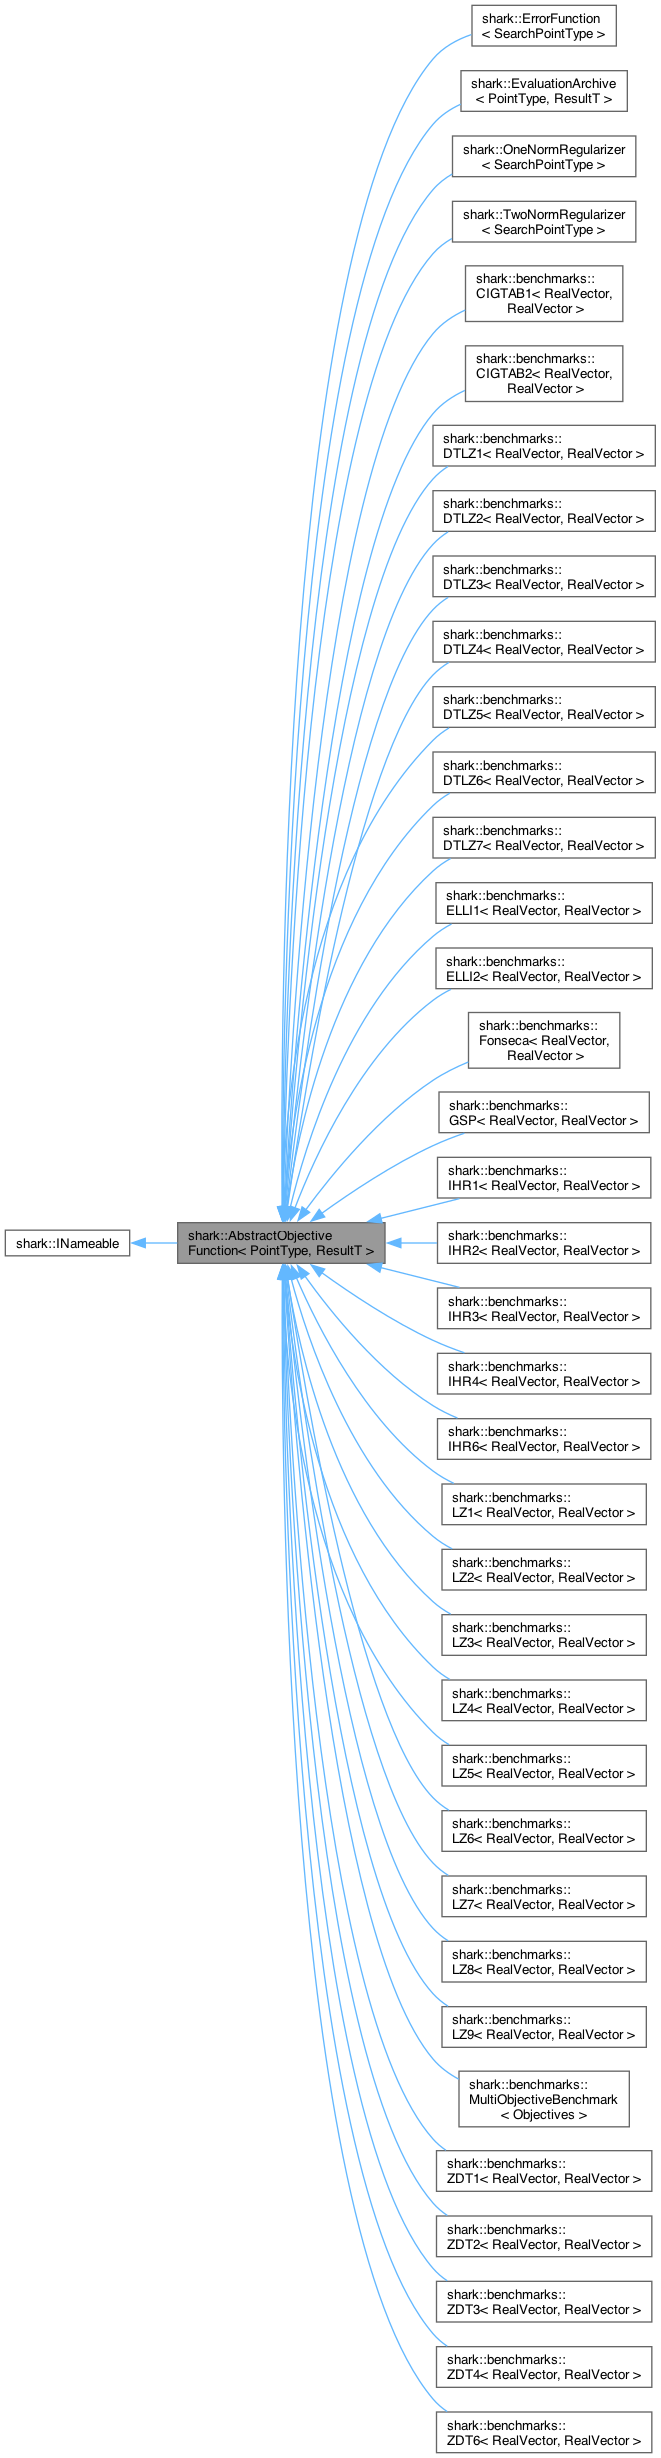 shark::ErrorFunction
< SearchPointType >
shark::EvaluationArchive
< PointType, ResultT >
shark::OneNormRegularizer
< SearchPointType >
shark::TwoNormRegularizer
< SearchPointType >
shark::benchmarks::
CIGTAB1< RealVector,
RealVector >
shark::benchmarks::
CIGTAB2< RealVector,
RealVector >
shark::benchmarks::
DTLZ1< RealVector, RealVector >
shark::benchmarks::
DTLZ2< RealVector, RealVector >
shark::benchmarks::
DTLZ3< RealVector, RealVector >
shark::benchmarks::
DTLZ4< RealVector, RealVector >
shark::benchmarks::
DTLZ5< RealVector, RealVector >
shark::benchmarks::
DTLZ6< RealVector, RealVector >
shark::benchmarks::
DTLZ7< RealVector, RealVector >
shark::benchmarks::
ELLI1< RealVector, RealVector >
shark::benchmarks::
ELLI2< RealVector, RealVector >
shark::benchmarks::
Fonseca< RealVector,
RealVector >
shark::benchmarks::
GSP< RealVector, RealVector >
shark::benchmarks::
IHR1< RealVector, RealVector >
shark::INameable
shark::AbstractObjective
Function< PointType, ResultT >
shark::benchmarks::
IHR2< RealVector, RealVector >
shark::benchmarks::
IHR3< RealVector, RealVector >
shark::benchmarks::
IHR4< RealVector, RealVector >
shark::benchmarks::
IHR6< RealVector, RealVector >
shark::benchmarks::
LZ1< RealVector, RealVector >
shark::benchmarks::
LZ2< RealVector, RealVector >
shark::benchmarks::
LZ3< RealVector, RealVector >
shark::benchmarks::
LZ4< RealVector, RealVector >
shark::benchmarks::
LZ5< RealVector, RealVector >
shark::benchmarks::
LZ6< RealVector, RealVector >
shark::benchmarks::
LZ7< RealVector, RealVector >
shark::benchmarks::
LZ8< RealVector, RealVector >
shark::benchmarks::
LZ9< RealVector, RealVector >
shark::benchmarks::
MultiObjectiveBenchmark
< Objectives >
shark::benchmarks::
ZDT1< RealVector, RealVector >
shark::benchmarks::
ZDT2< RealVector, RealVector >
shark::benchmarks::
ZDT3< RealVector, RealVector >
shark::benchmarks::
ZDT4< RealVector, RealVector >
shark::benchmarks::
ZDT6< RealVector, RealVector >